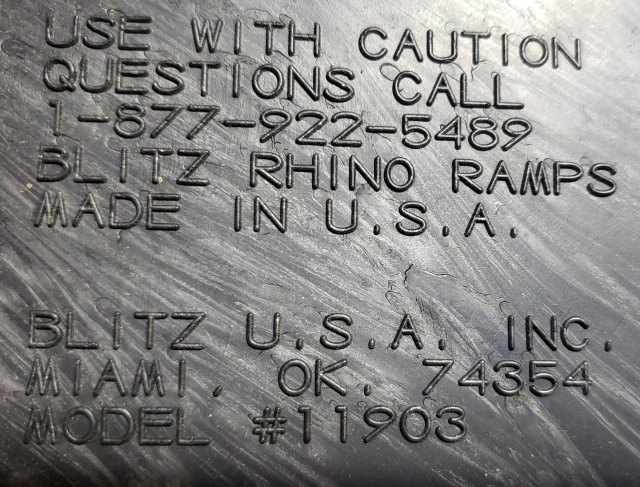 USE WITH CAUTION
QUESTIONS CALL
1-877-922-5489
BLITZ RHINO RAMPS
MADE IN U.S.A.
BLITZ U.S.A. INC.
MIAMI, OK. 74354
MODEL #11903